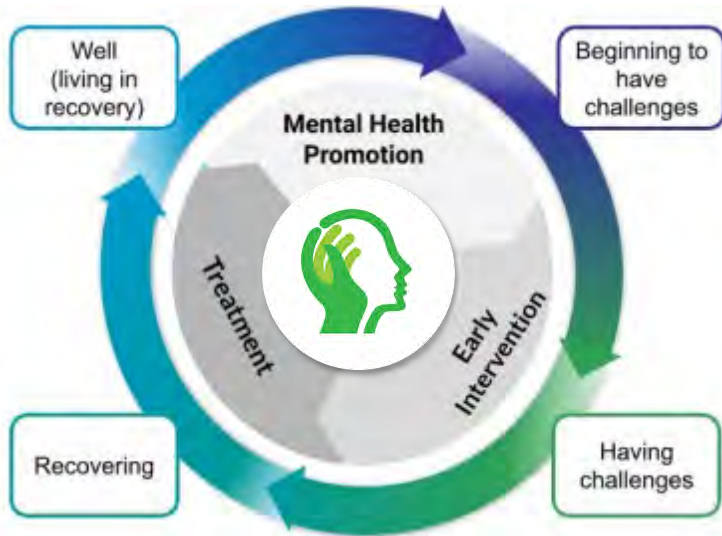 Well
(living in
recovery)
Beginning to
have
challenges
Mental Health
Promotion
Treatment
Early
Intervention
Recovering
Having
challenges